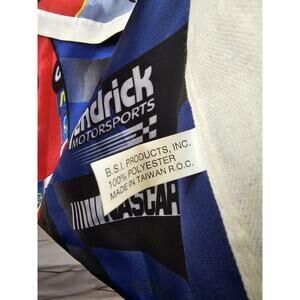 endrick
MOTORSPORTS
B.S.I. PRODUCTS, INC.
100% POLYESTER
MADE IN TAIWAN R.O.C.
NASCAR